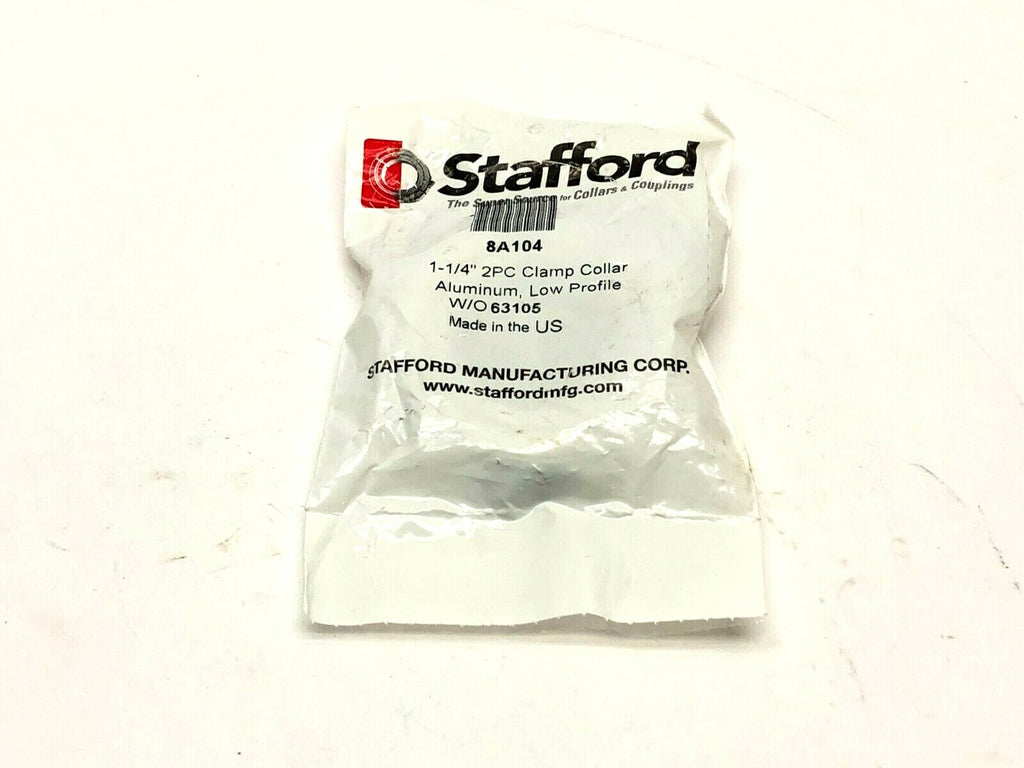 Stafford
The Super Source for Collars & Couplings
8A104
1-1/4" 2PC Clamp Collar
Aluminum, Low Profile
W/O 63105
Made in the US
STAFFORD MANUFACTURING CORP.
www.staffordmfg.com